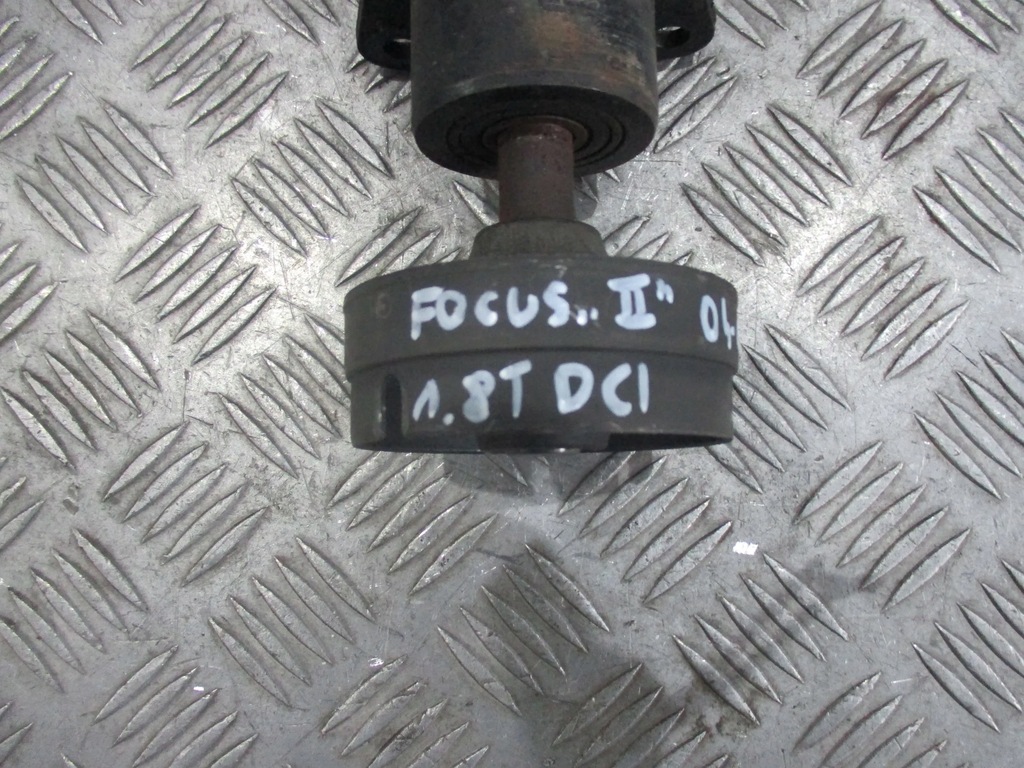 FOCUS „II" 04
1.8T DCI